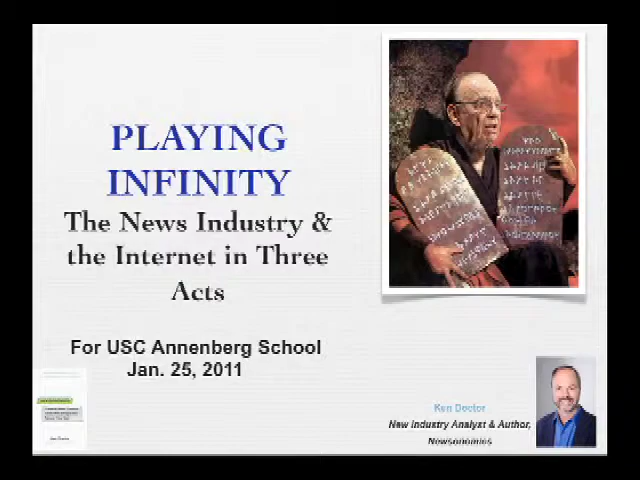 PLAYING
INFINITY
The News Industry &
the Internet in Three
Acts
For USC Annenberg School
Jan. 25, 2011
Ken Doctor
New Industry Analyst & Author,
Newsonomics